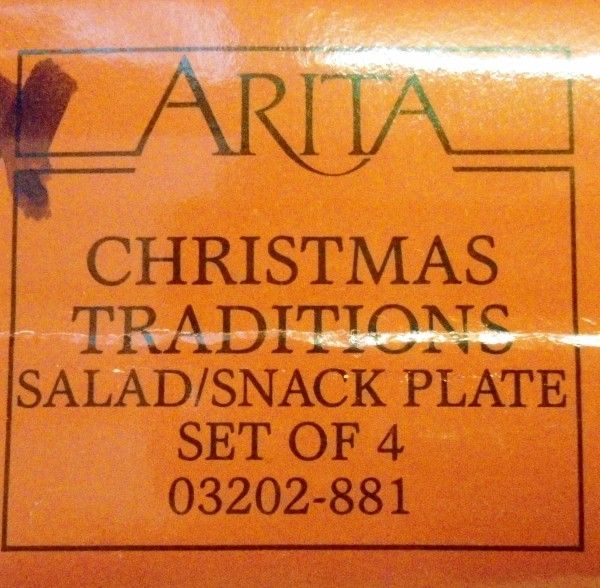 ARITA
CHRISTMAS
TRADITIONS
SALAD/SNACK PLATE
SET OF 4
03202-881